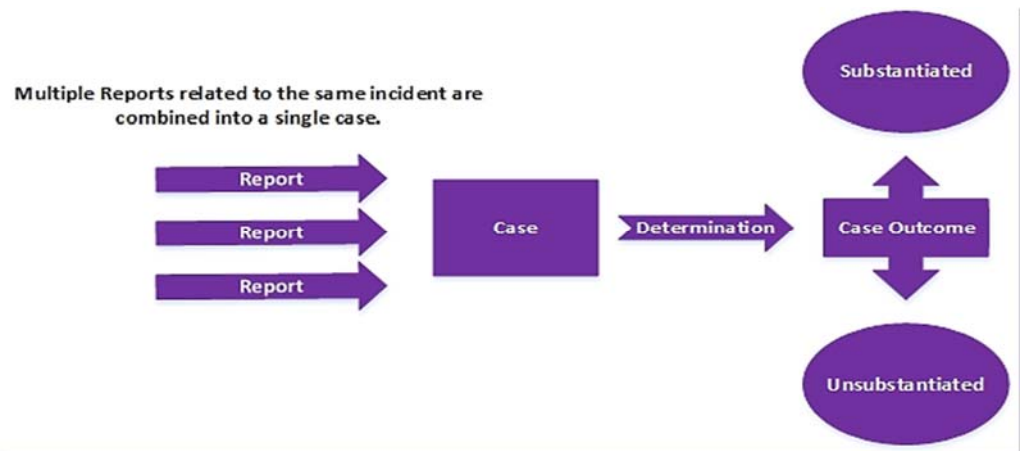 Multiple Reports related to the same incident are
combined into a single case.
Report
Report
Report
Case
Determination
Case Outcome
Substantiated
Unsubstantiated